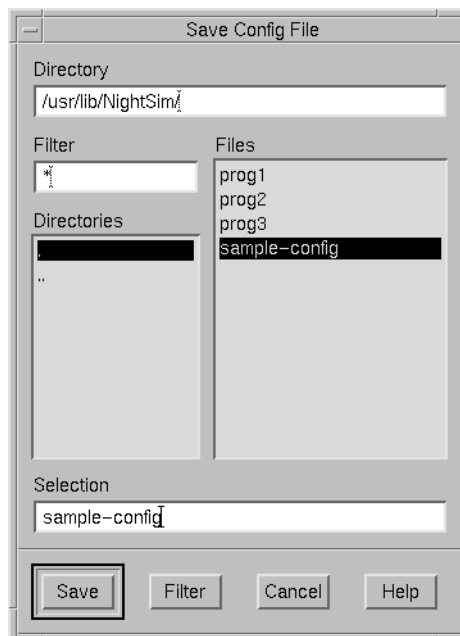 Save Config File
Directory
/usr/lib/NightSim/
Filter
*
Files
prog1
prog2
prog3
sample-config
Directories
.
..
Selection
sample-config
Save
Filter
Cancel
Help